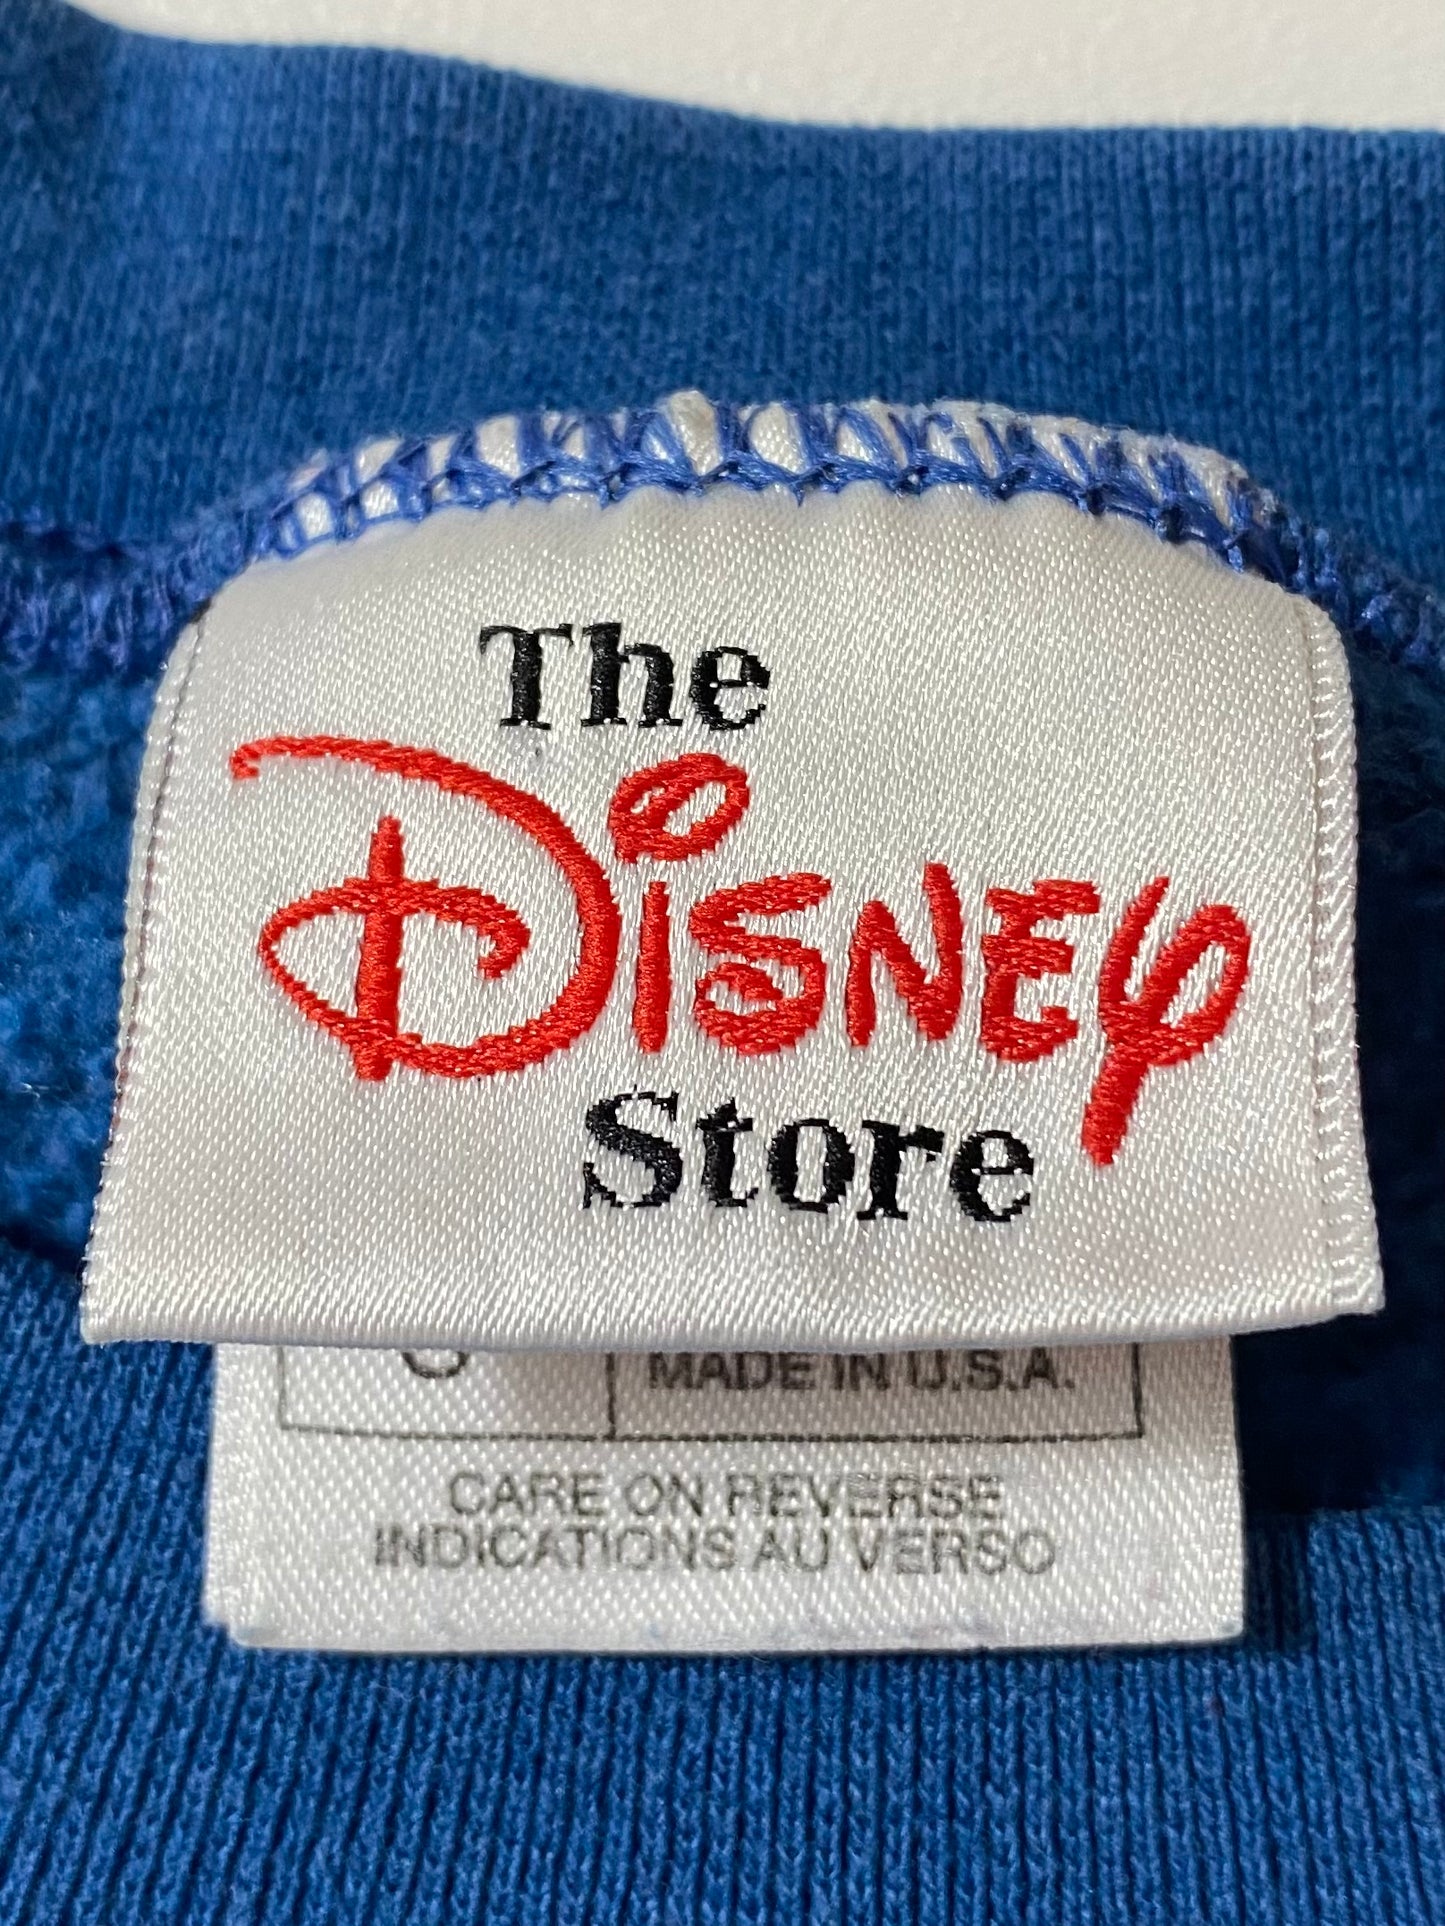 The
Disney
Store
MADE IN U.S.A.
CARE ON REVERSE
INDICATIONS AU VERSO